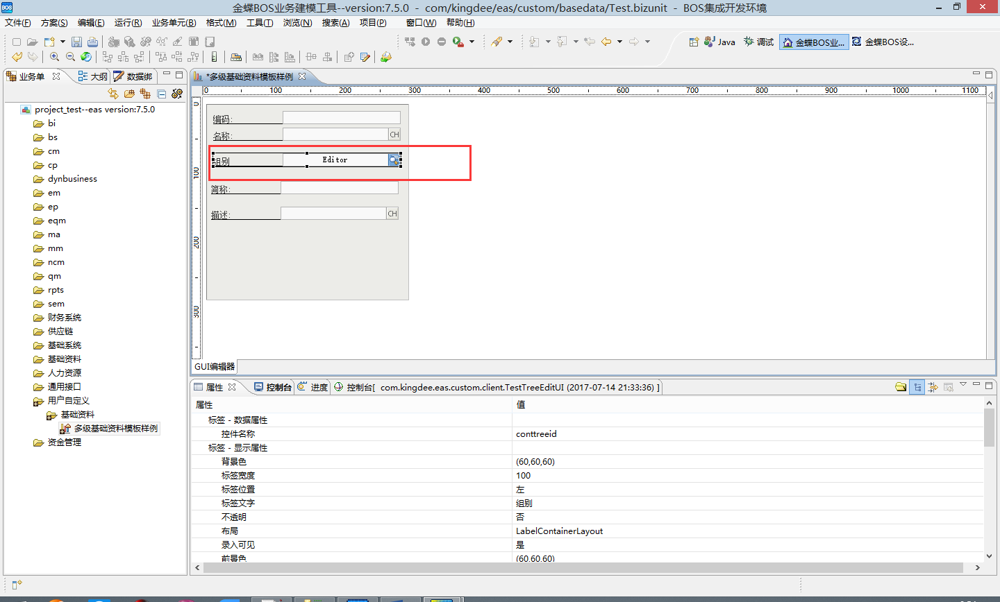 BOS
金蝶BOS业务建模工具--version:7.5.0 - com/kingdee/eas/custom/basedata/Test.bizunit - BOS集成开发环境
文件(F) 方案(S) 编辑(E) 运行(R) 业务单元(B) 格式(M) 工具(T) 浏览(N) 搜索(A) 项目(P) 窗口(W) 帮助(H)
Java 调试 金蝶BOS业... 金蝶BOS设...
业务单 大纲 数据绑
*多级基础资料模板样例
project_test--eas version:7.5.0
bi
bs
cm
cp
dynbusiness
em
ep
eqm
ma
mm
ncm
qm
rpts
sem
财务系统
供应链
基础系统
基础资料
人力资源
通用接口
用户自定义
基础资料
多级基础资料模板样例
资金管理
0 100 200 300 400 500 600 700 800 900 1000 1100
0
100
200
300
编码:
名称: CH
组别 Editor
简称:
描述: CH
GUI编辑器
属性 控制台 进度 控制台[ com.kingdee.eas.custom.client.TestTreeEditUI (2017-07-14 21:33:36) ]
属性 值
标签 - 数据属性
控件名称 conttreeid
标签 - 显示属性
背景色 (60,60,60)
标签宽度 100
标签位置 左
标签文字 组别
不透明 否
布局 LabelContainerLayout
录入可见 是
前景色 (60,60,60)